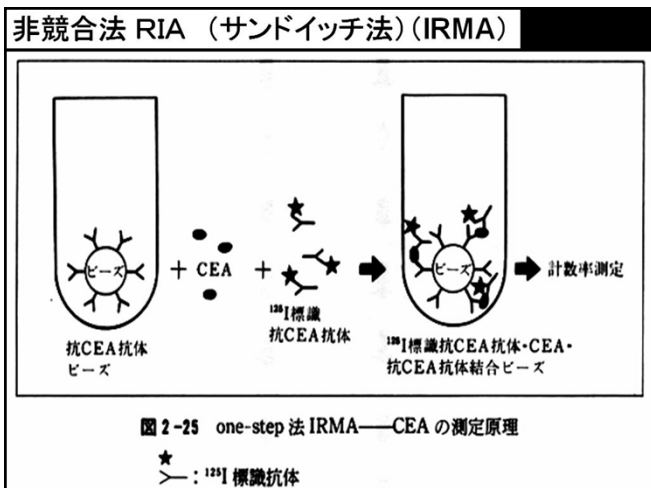 非競合法 RIA （サンドイッチ法）（IRMA）
ビーズ
+
CEA
+
¹²⁵I標識
抗CEA抗体
抗CEA抗体
ビーズ
ビーズ
計数率測定
¹²⁵I標識抗CEA抗体・CEA・
抗CEA抗体結合ビーズ
図2-25 one-step 法 IRMA——CEA の測定原理
：¹²⁵I 標識抗体